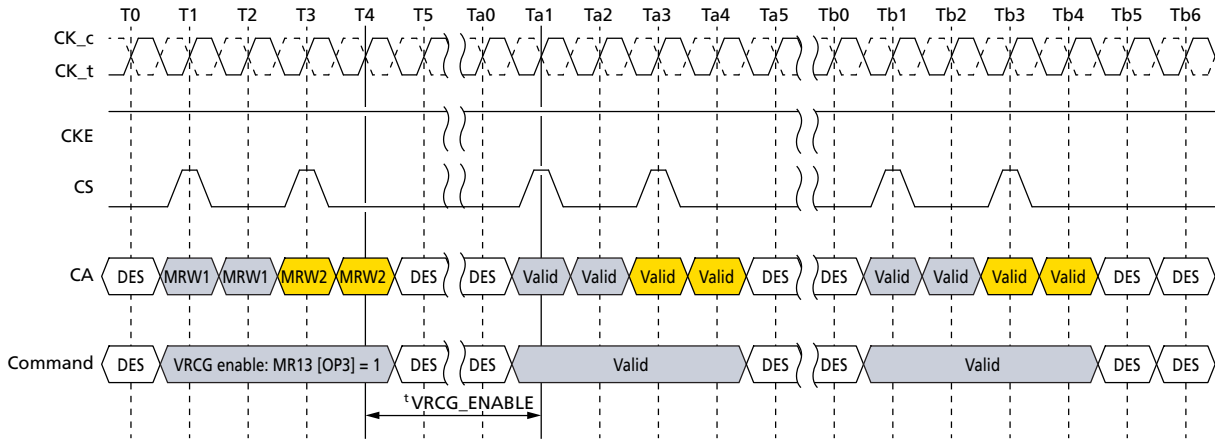 T0 T1 T2 T3 T4 T5 Ta0 Ta1 Ta2 Ta3 Ta4 Ta5 Tb0 Tb1 Tb2 Tb3 Tb4 Tb5 Tb6
CK_c
CK_t
CKE
CS
CA DES MRW1 MRW1 MRW2 MRW2 DES DES Valid Valid Valid Valid DES DES Valid Valid Valid Valid DES DES
Command DES VRCG enable: MR13 [OP3] = 1 DES DES Valid DES DES Valid DES DES
tVRCG_ENABLE